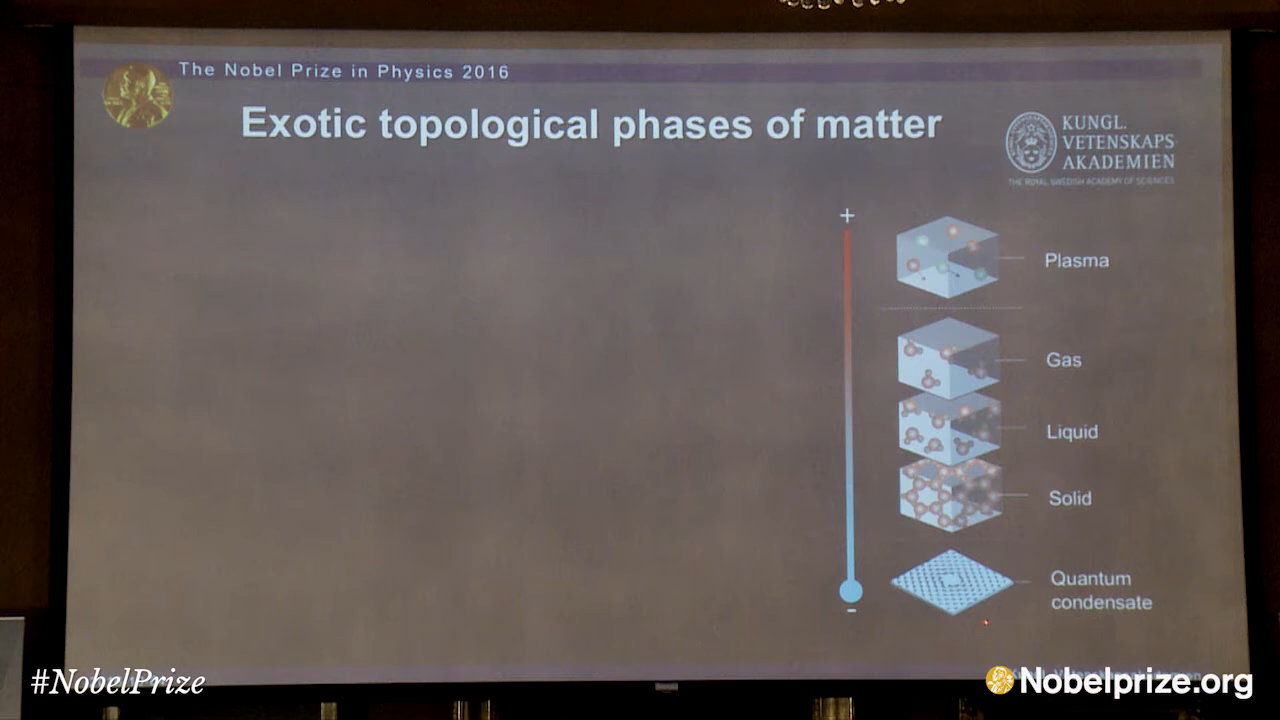 The Nobel Prize in Physics 2016
Exotic topological phases of matter
KUNGL.
VETENSKAPS
AKADEMIEN
THE ROYAL SWEDISH ACADEMY OF SCIENCES
+
Plasma
Gas
Liquid
Solid
Quantum
condensate
-
#NobelPrize
Nobelprize.org